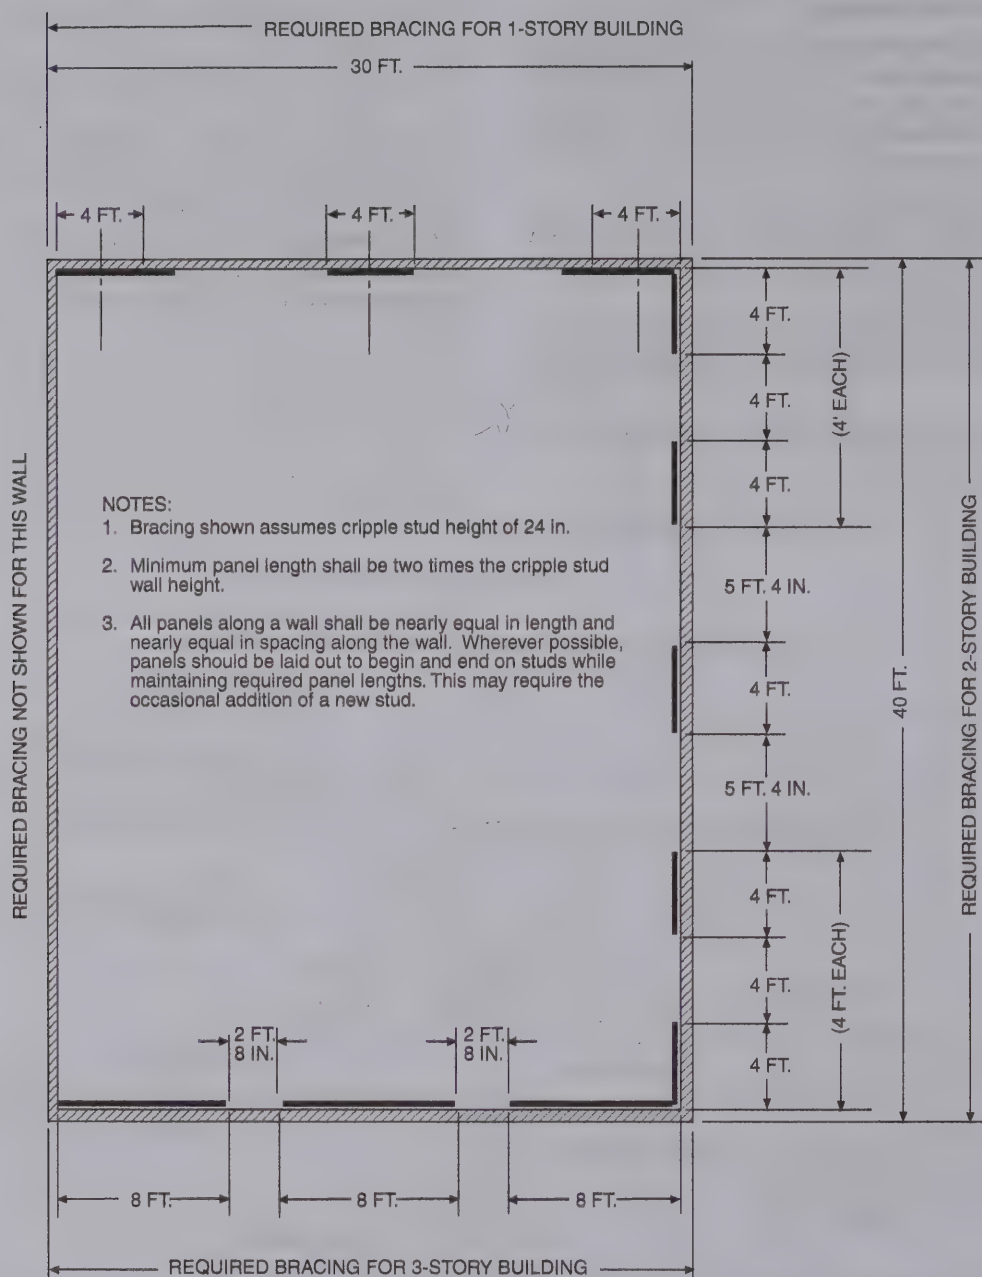 REQUIRED BRACING FOR 1-STORY BUILDING
30 FT.
4 FT.
4 FT.
4 FT.
4 FT.
4 FT.
4 FT.
(4' EACH)
5 FT. 4 IN.
4 FT.
5 FT. 4 IN.
4 FT.
4 FT.
4 FT.
(4 FT. EACH)
40 FT.
REQUIRED BRACING FOR 2-STORY BUILDING
REQUIRED BRACING NOT SHOWN FOR THIS WALL
NOTES:
1. Bracing shown assumes cripple stud height of 24 in.
2. Minimum panel length shall be two times the cripple stud
wall height.
3. All panels along a wall shall be nearly equal in length and
nearly equal in spacing along the wall. Wherever possible,
panels should be laid out to begin and end on studs while
maintaining required panel lengths. This may require the
occasional addition of a new stud.
2 FT.
8 IN.
2 FT.
8 IN.
8 FT.
8 FT.
8 FT.
REQUIRED BRACING FOR 3-STORY BUILDING